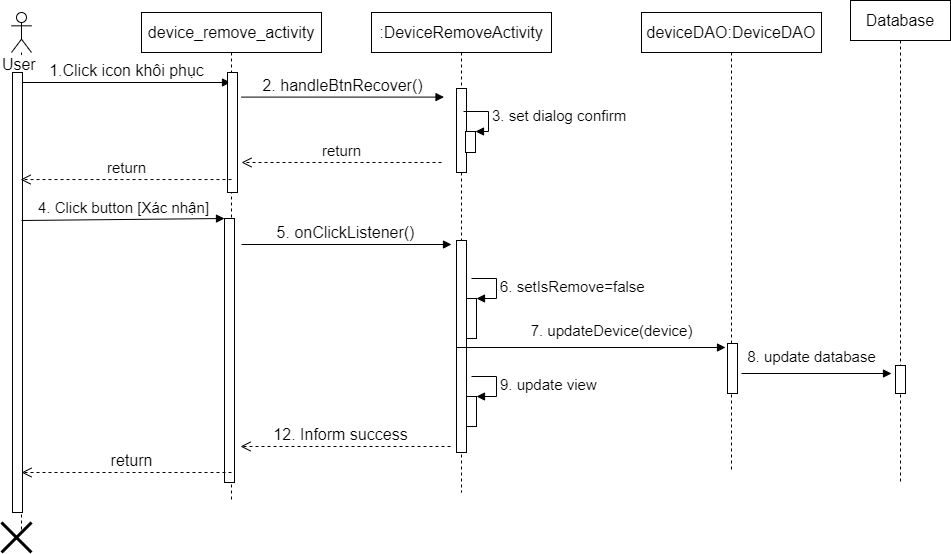 User
device_remove_activity
:DeviceRemoveActivity
deviceDAO:DeviceDAO
Database
1.Click icon khôi phục
2. handleBtnRecover()
3. set dialog confirm
return
return
4. Click button [Xác nhận]
5. onClickListener()
6. setIsRemove=false
7. updateDevice(device)
8. update database
9. update view
12. Inform success
return